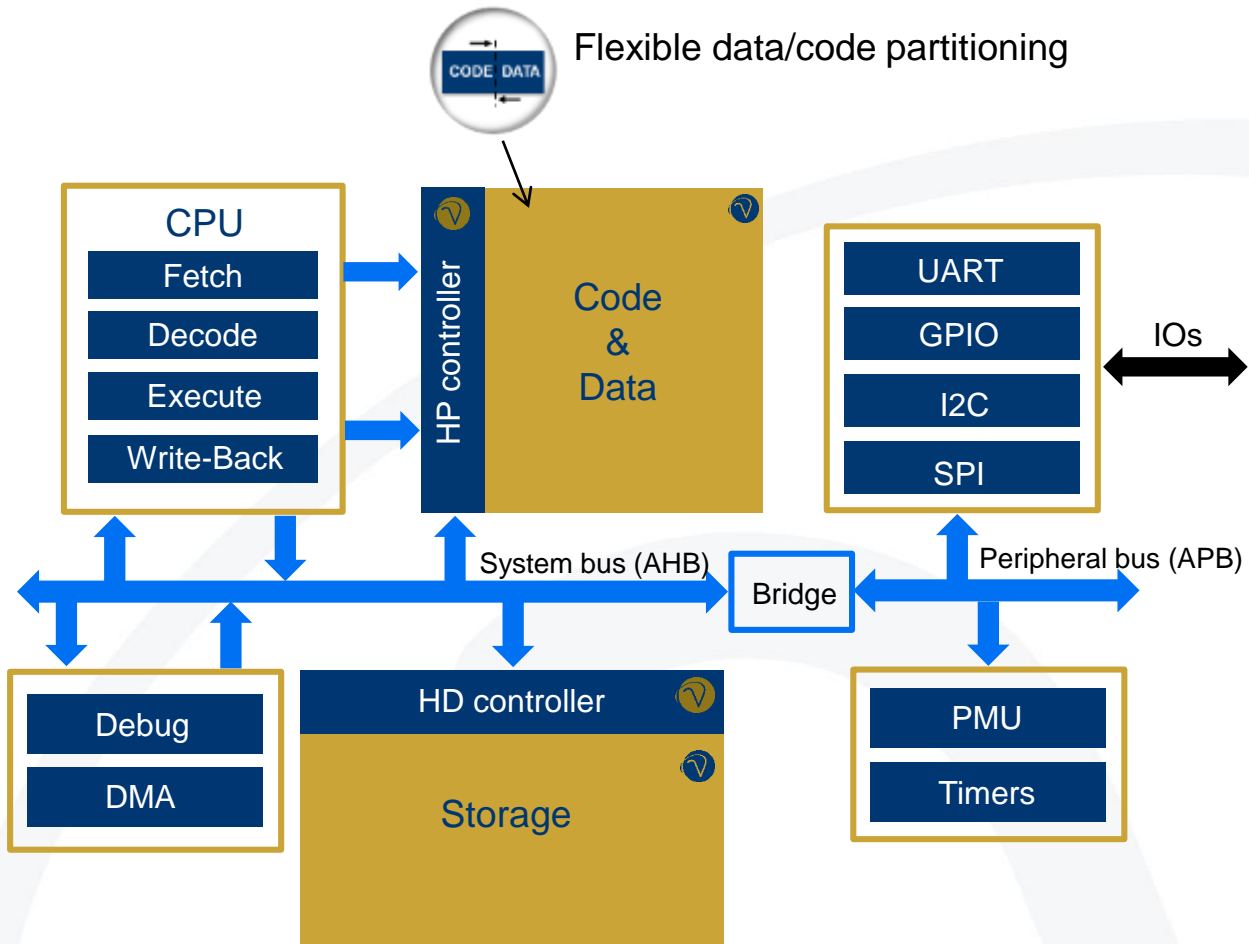 Flexible data/code partitioning
CODE DATA
CPU
Fetch
Decode
Execute
Write-Back
HP controller
Code
&
Data
UART
GPIO
I2C
SPI
IOs
System bus (AHB)
Bridge
Peripheral bus (APB)
Debug
DMA
HD controller
Storage
PMU
Timers